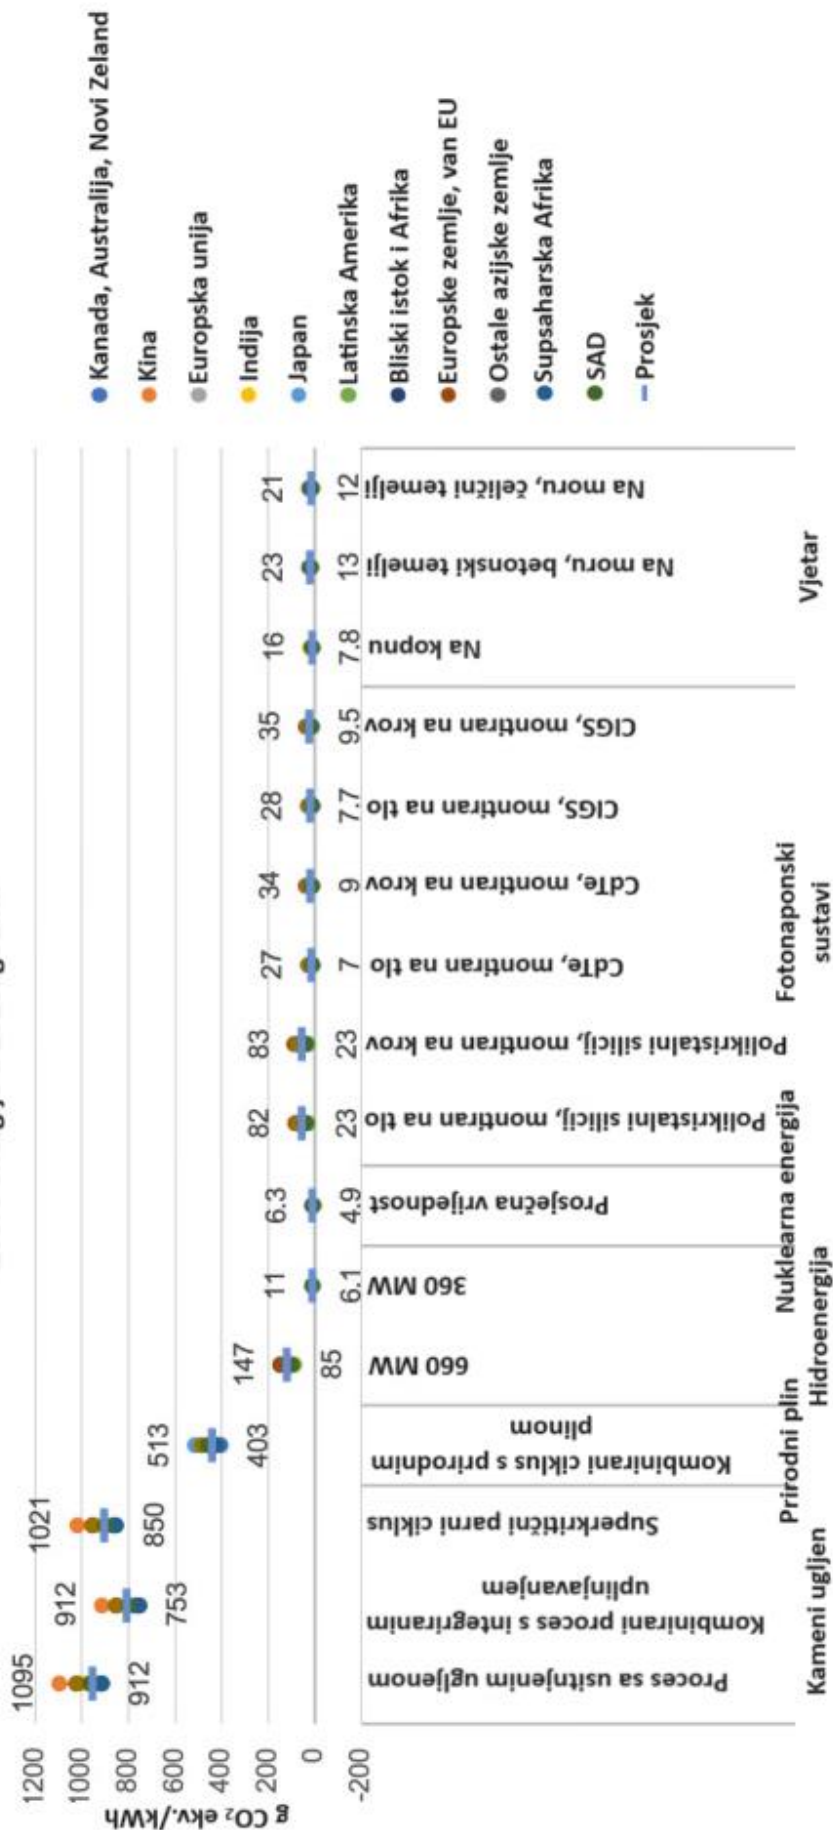 g CO₂ ekv./kWh
1200
1000
800
600
400
200
0
-200
1095
912
912
753
1021
850
513
403
147
85
11
6.1
6.3
4.9
82
23
83
23
27
7
34
9
28
7.7
35
9.5
16
7.8
23
13
21
12
Proces sa usitnjenim ugljenom
Kombinirani proces s integriranim
uplinjavanjem
Superkritični parni ciklus
Kombinirani ciklus s prirodnim
plinom
660 MW
360 MW
Prosječna vrijednost
Polikristalni silicij, montiran na tlo
Polikristalni silicij, montiran na krov
CdTe, montiran na tlo
CdTe, montiran na krov
CIGS, montiran na tlo
CIGS, montiran na krov
Na kopnu
Na moru, betonski temelji
Na moru, čelični temelji
Kameni ugljen
Prirodni plin
Hidroenergija
Nuklearna energija
Fotonaponski
sustavi
Vjetar
Kanada, Australija, Novi Zeland
Kina
Europska unija
Indija
Japan
Latinska Amerika
Bliski istok i Afrika
Europske zemlje, van EU
Ostale azijske zemlje
Supsaharska Afrika
SAD
Prosjek